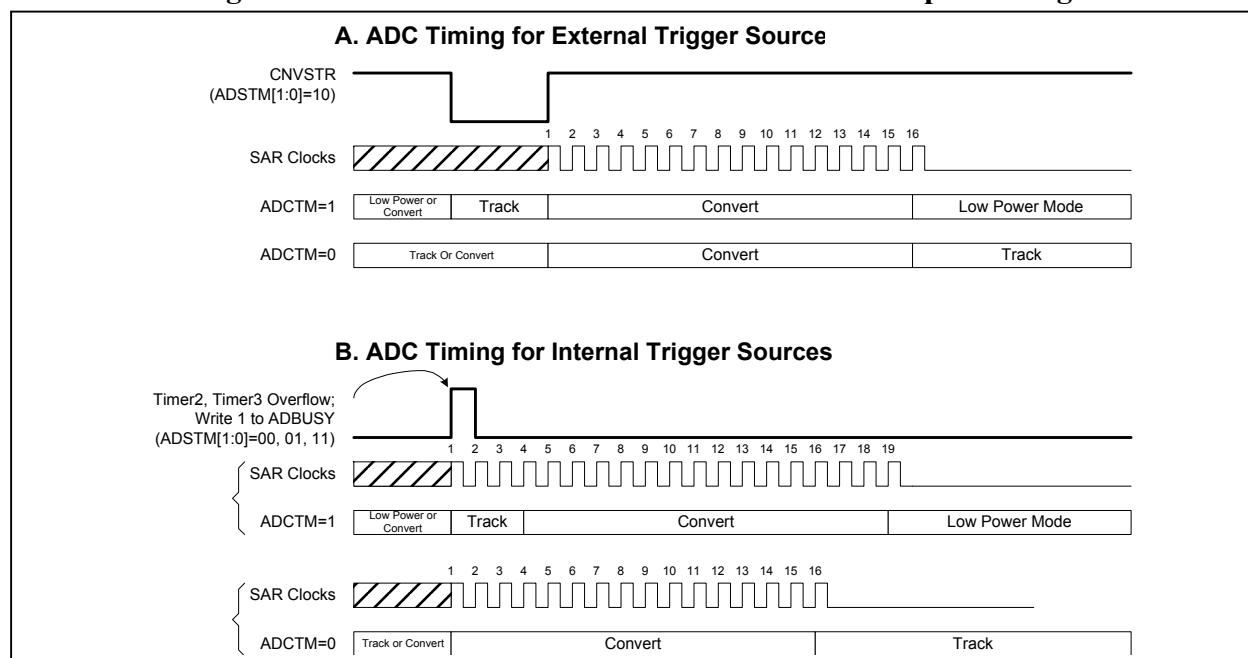 A. ADC Timing for External Trigger Source
CNVSTR
(ADSTM[1:0]=10)
1 2 3 4 5 6 7 8 9 10 11 12 13 14 15 16
SAR Clocks
ADCTM=1
Low Power or
Convert
Track
Convert
Low Power Mode
ADCTM=0
Track Or Convert
Convert
Track
B. ADC Timing for Internal Trigger Sources
Timer2, Timer3 Overflow;
Write 1 to ADBUSY
(ADSTM[1:0]=00, 01, 11)
1 2 3 4 5 6 7 8 9 10 11 12 13 14 15 16 17 18 19
SAR Clocks
ADCTM=1
Low Power or
Convert
Track
Convert
Low Power Mode
1 2 3 4 5 6 7 8 9 10 11 12 13 14 15 16
SAR Clocks
ADCTM=0
Track or Convert
Convert
Track